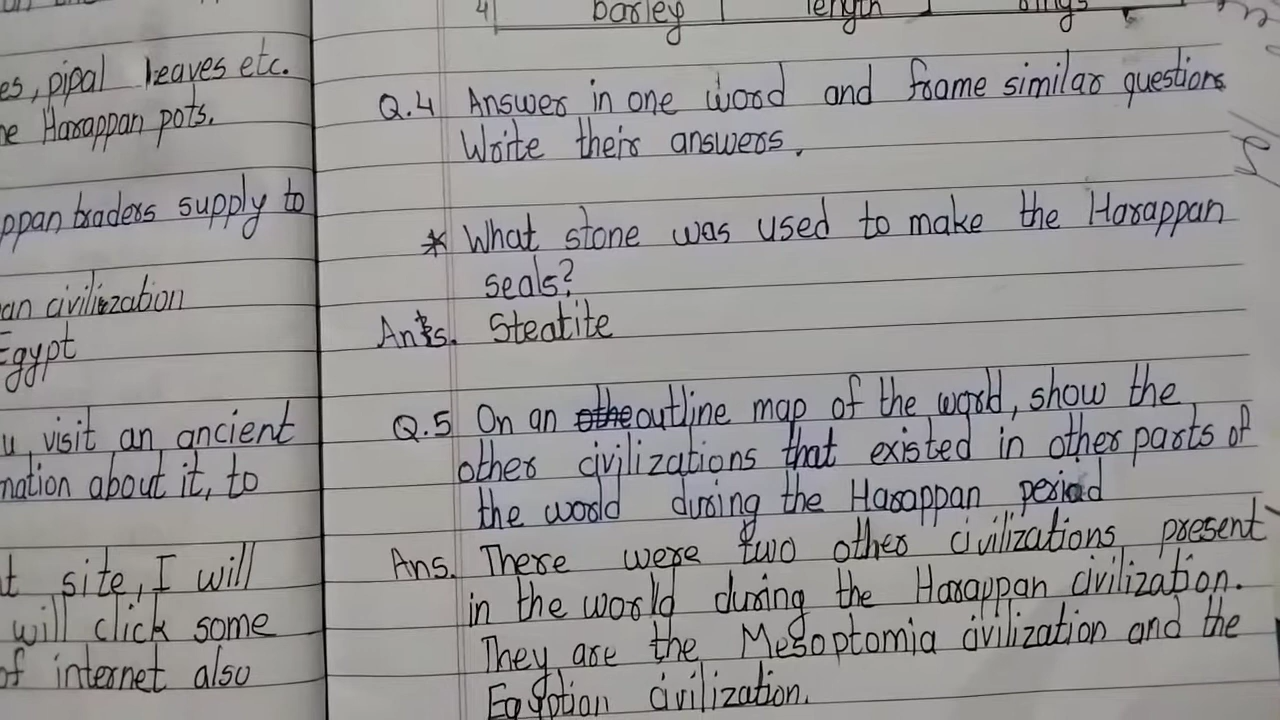 es, pipal leaves etc.
Harappan pots.
ppan traders supply to
an civilization
Egypt
visit an ancient
mation about it, to
t site, I will
will click some
of internet also
4 barley length
Q.4 Answer in one word and frame similar questions
Write their answers.
* What stone was used to make the Harappan
seals?
Ans. Steatite
Q.5 On an outline map of the world, show the
other civilizations that existed in other parts of
the world during the Harappan period
Ans. There were two other civilizations present
in the world during the Harappan civilization.
They are the Mesoptomia civilization and the
Egyptian civilization.